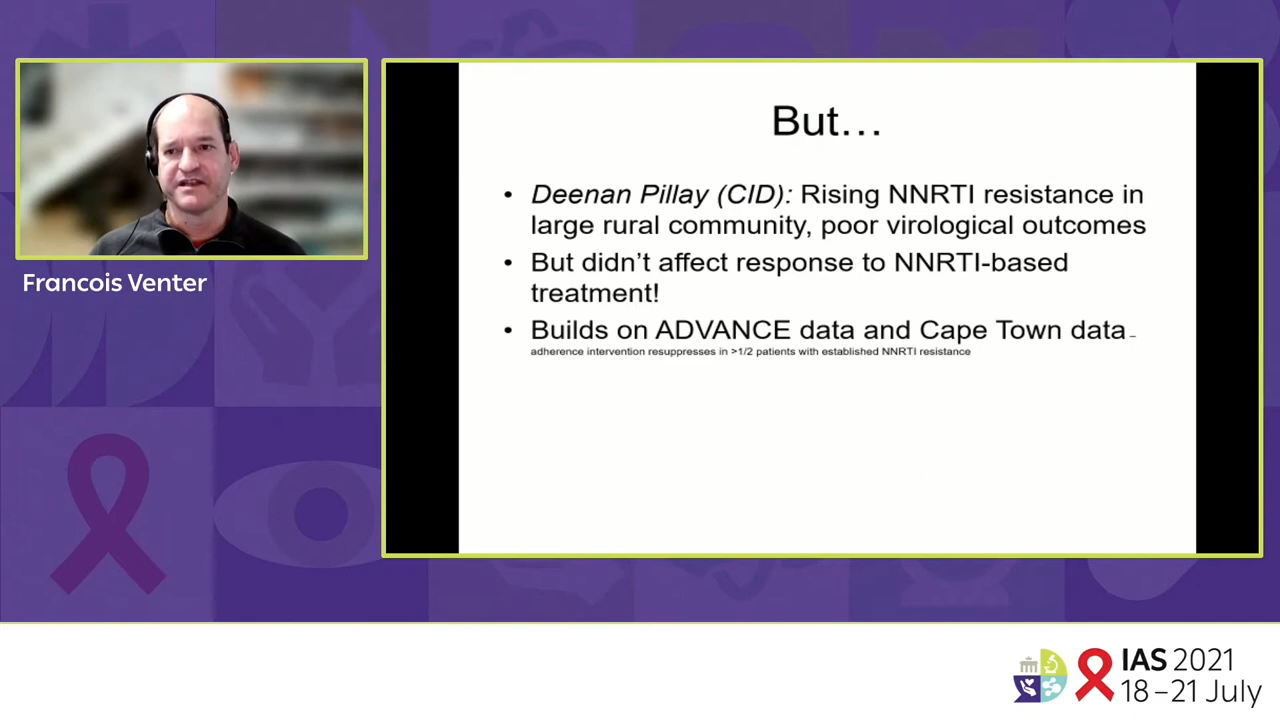 But…
• Deenan Pillay (CID): Rising NNRTI resistance in
large rural community, poor virological outcomes
• But didn’t affect response to NNRTI-based
treatment!
• Builds on ADVANCE data and Cape Town data –
adherence intervention resuppresses in >1/2 patients with established NNRTI resistance
Francois Venter
IAS 2021
18–21 July